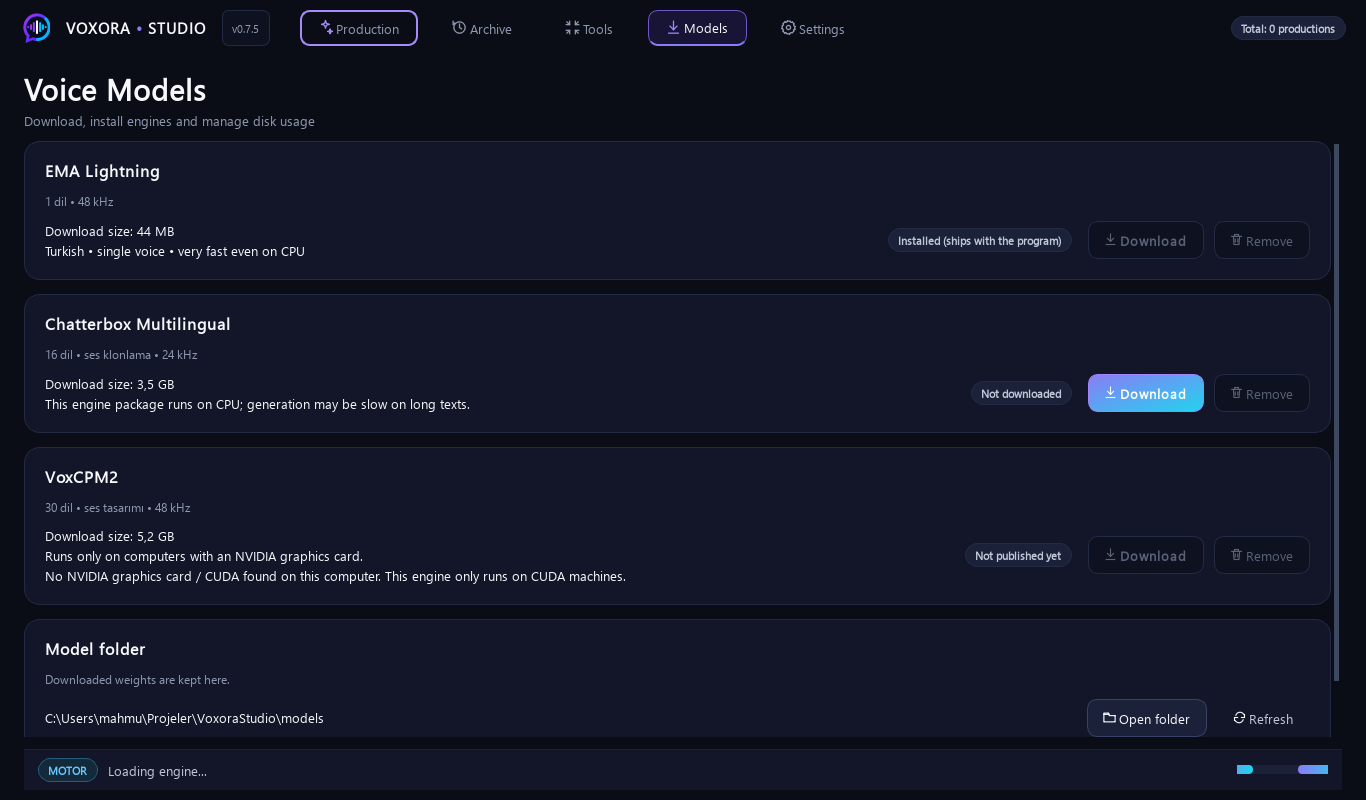 VOXORA • STUDIO
v0.7.5
Production
Archive
Tools
Models
Settings
Total: 0 productions
Voice Models
Download, install engines and manage disk usage
EMA Lightning
1 dil • 48 kHz
Download size: 44 MB
Turkish • single voice • very fast even on CPU
Installed (ships with the program)
Download
Remove
Chatterbox Multilingual
16 dil • ses klonlama • 24 kHz
Download size: 3,5 GB
This engine package runs on CPU; generation may be slow on long texts.
Not downloaded
Download
Remove
VoxCPM2
30 dil • ses tasarımı • 48 kHz
Download size: 5,2 GB
Runs only on computers with an NVIDIA graphics card.
No NVIDIA graphics card / CUDA found on this computer. This engine only runs on CUDA machines.
Not published yet
Download
Remove
Model folder
Downloaded weights are kept here.
C:\Users\mahmu\Projeler\VoxoraStudio\models
Open folder
Refresh
MOTOR
Loading engine...